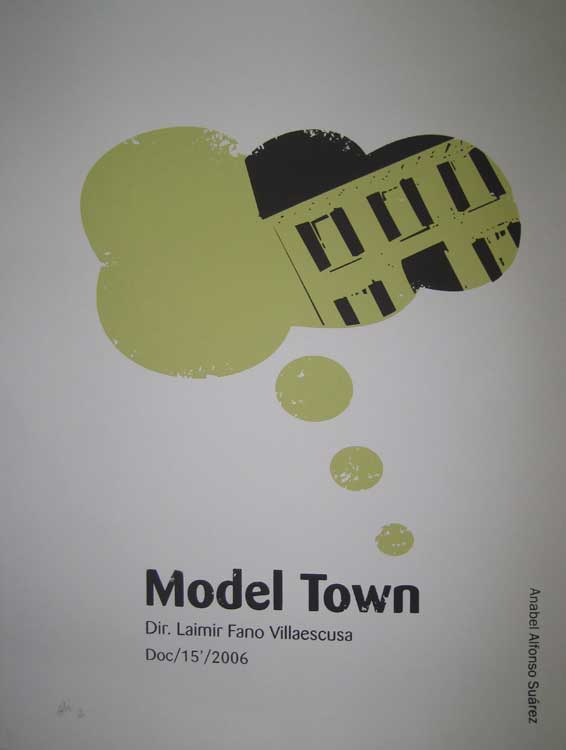 Model Town
Dir. Laimir Fano Villaescusa
Doc/15'/2006
Anabel Alfonso Suárez